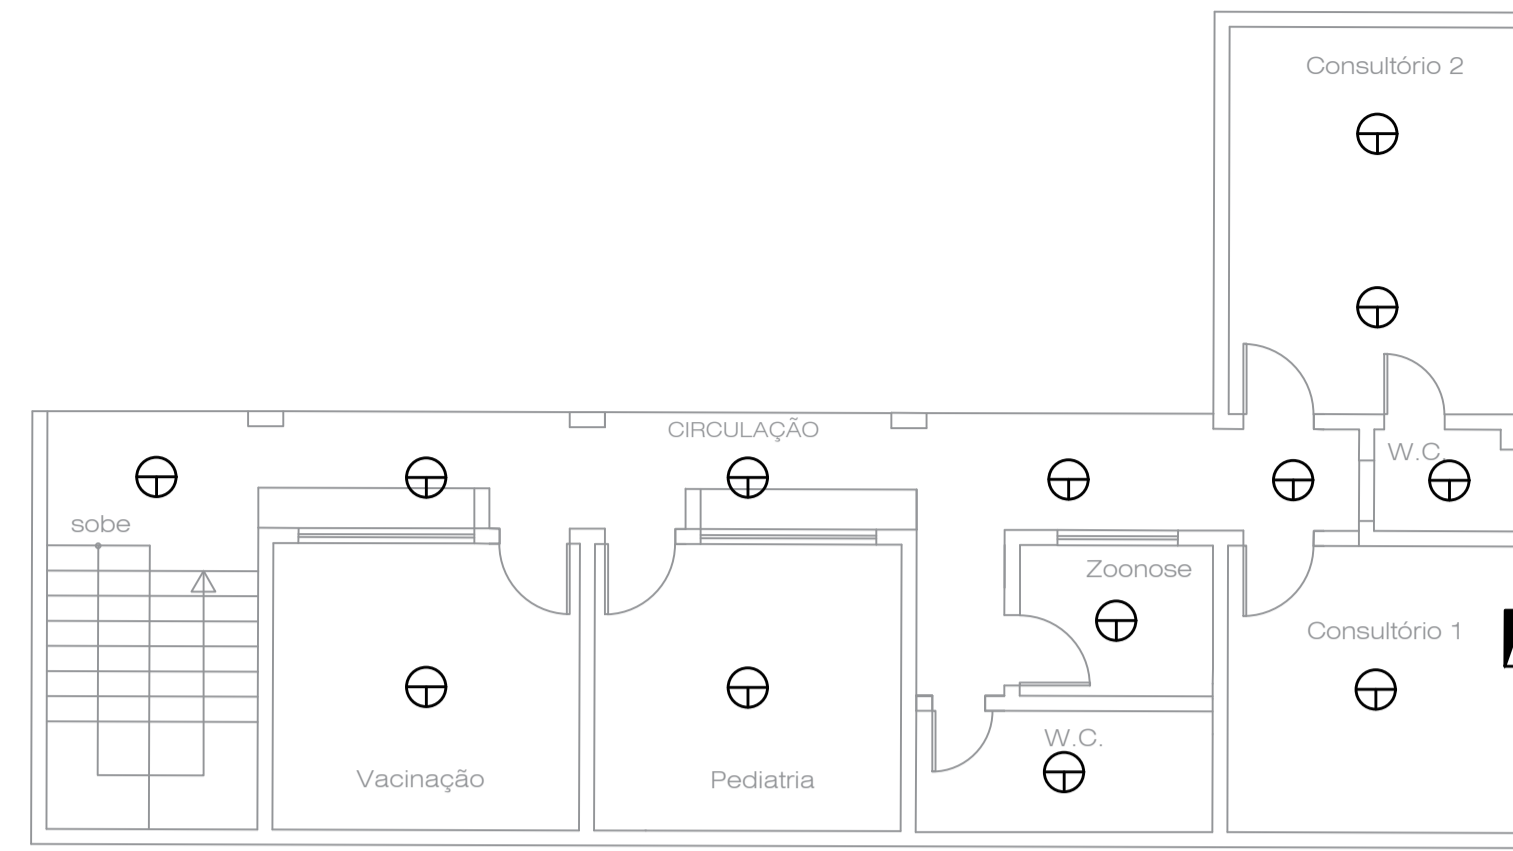 Consultório 2
CIRCULAÇÃO
W.C.
sobe
Zoonose
Consultório 1
W.C.
Vacinação
Pediatria